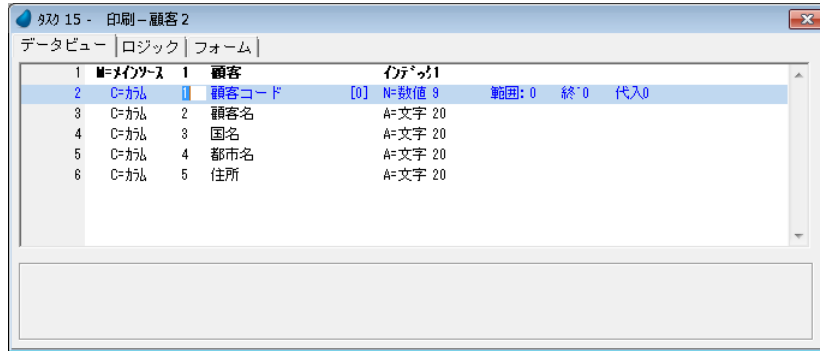 ﾀｽｸ 15 - 印刷－顧客２
データビュー ロジック フォーム
1 M=ﾒｲﾝｿｰｽ 1 顧客 ｲﾝﾃﾞｯｸｽ1
2 C=ｶﾗﾑ 1 顧客コード [0] N=数値 9 範囲: 0 終ﾞ0 代入0
3 C=ｶﾗﾑ 2 顧客名 A=文字 20
4 C=ｶﾗﾑ 3 国名 A=文字 20
5 C=ｶﾗﾑ 4 都市名 A=文字 20
6 C=ｶﾗﾑ 5 住所 A=文字 20